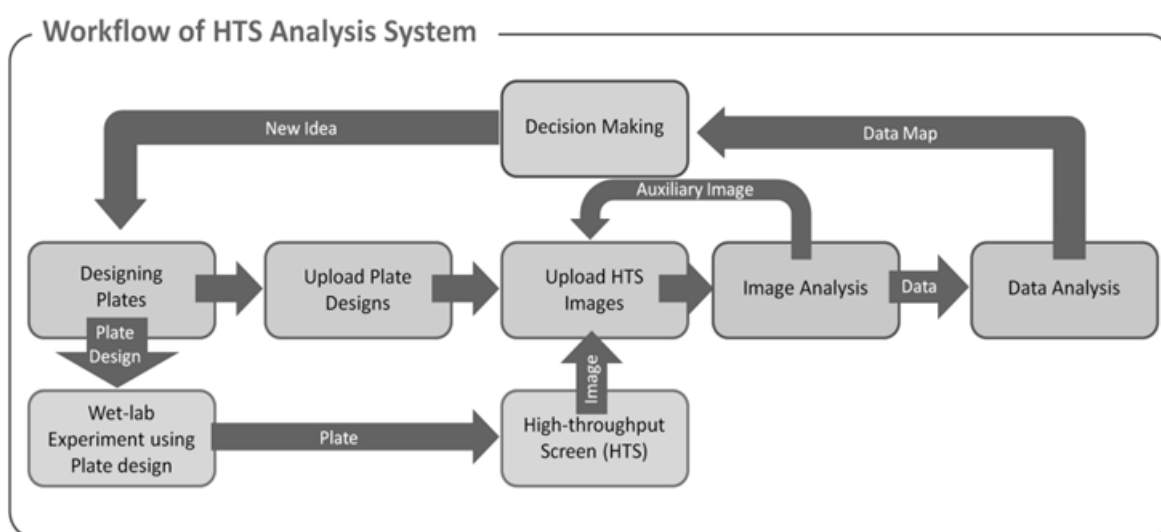 Workflow of HTS Analysis System
Decision Making
New Idea
Data Map
Auxiliary Image
Designing
Plates
Upload Plate
Designs
Upload HTS
Images
Image Analysis
Data
Data Analysis
Plate
Design
Image
Wet-lab
Experiment using
Plate design
Plate
High-throughput
Screen (HTS)